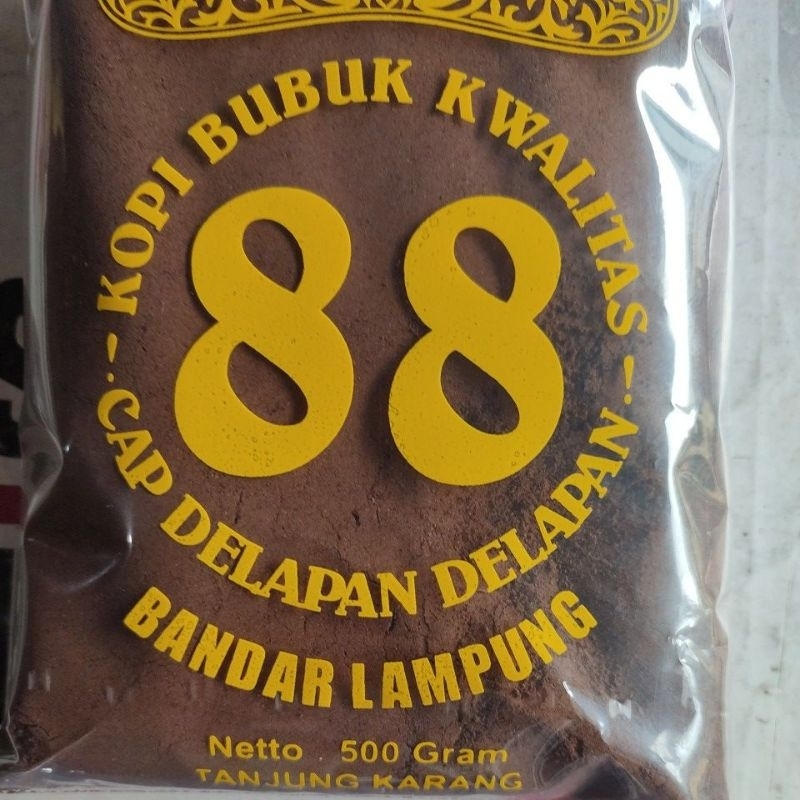 KOPI BUBUK KWALITAS
88
CAP DELAPAN DELAPAN
BANDAR LAMPUNG
Netto . 500 Gram
TANJUNG KARANG